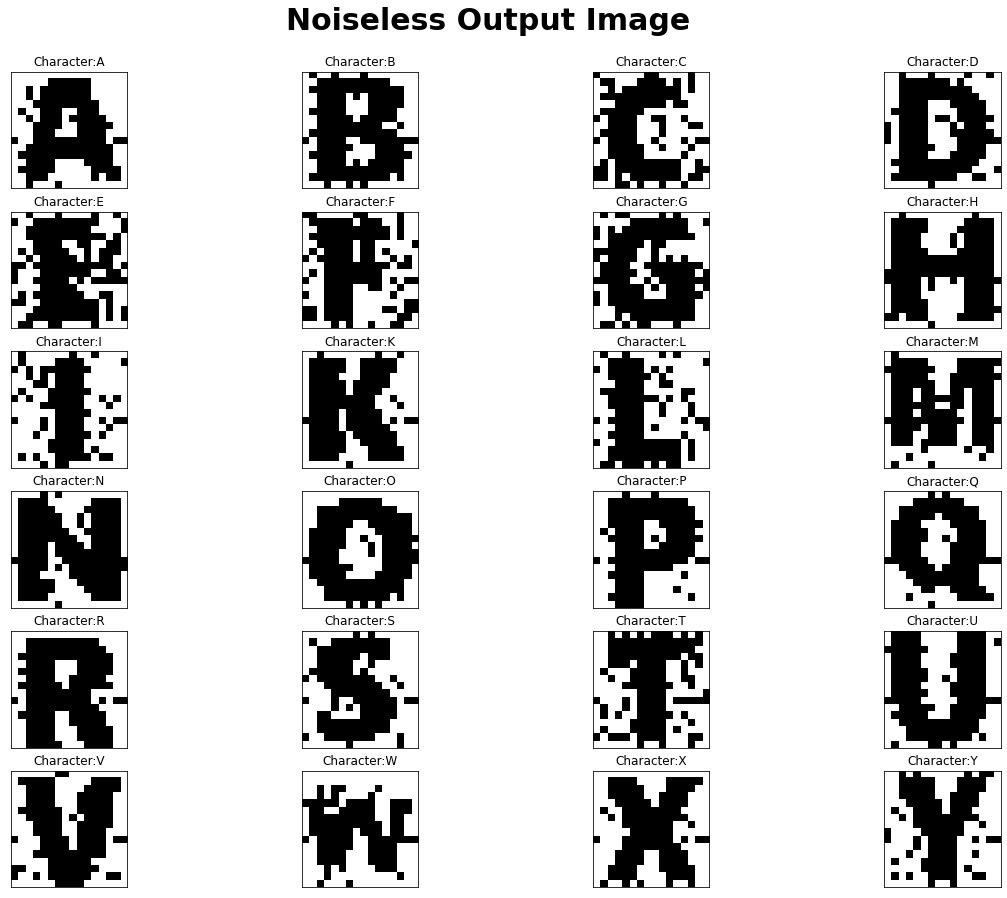 Noiseless Output Image
Character:A Character:B Character:C Character:D
A B C D
Character:E Character:F Character:G Character:H
E F G H
Character:I Character:K Character:L Character:M
I K L M
Character:N Character:O Character:P Character:Q
N O P Q
Character:R Character:S Character:T Character:U
R S T U
Character:V Character:W Character:X Character:Y
V W X Y